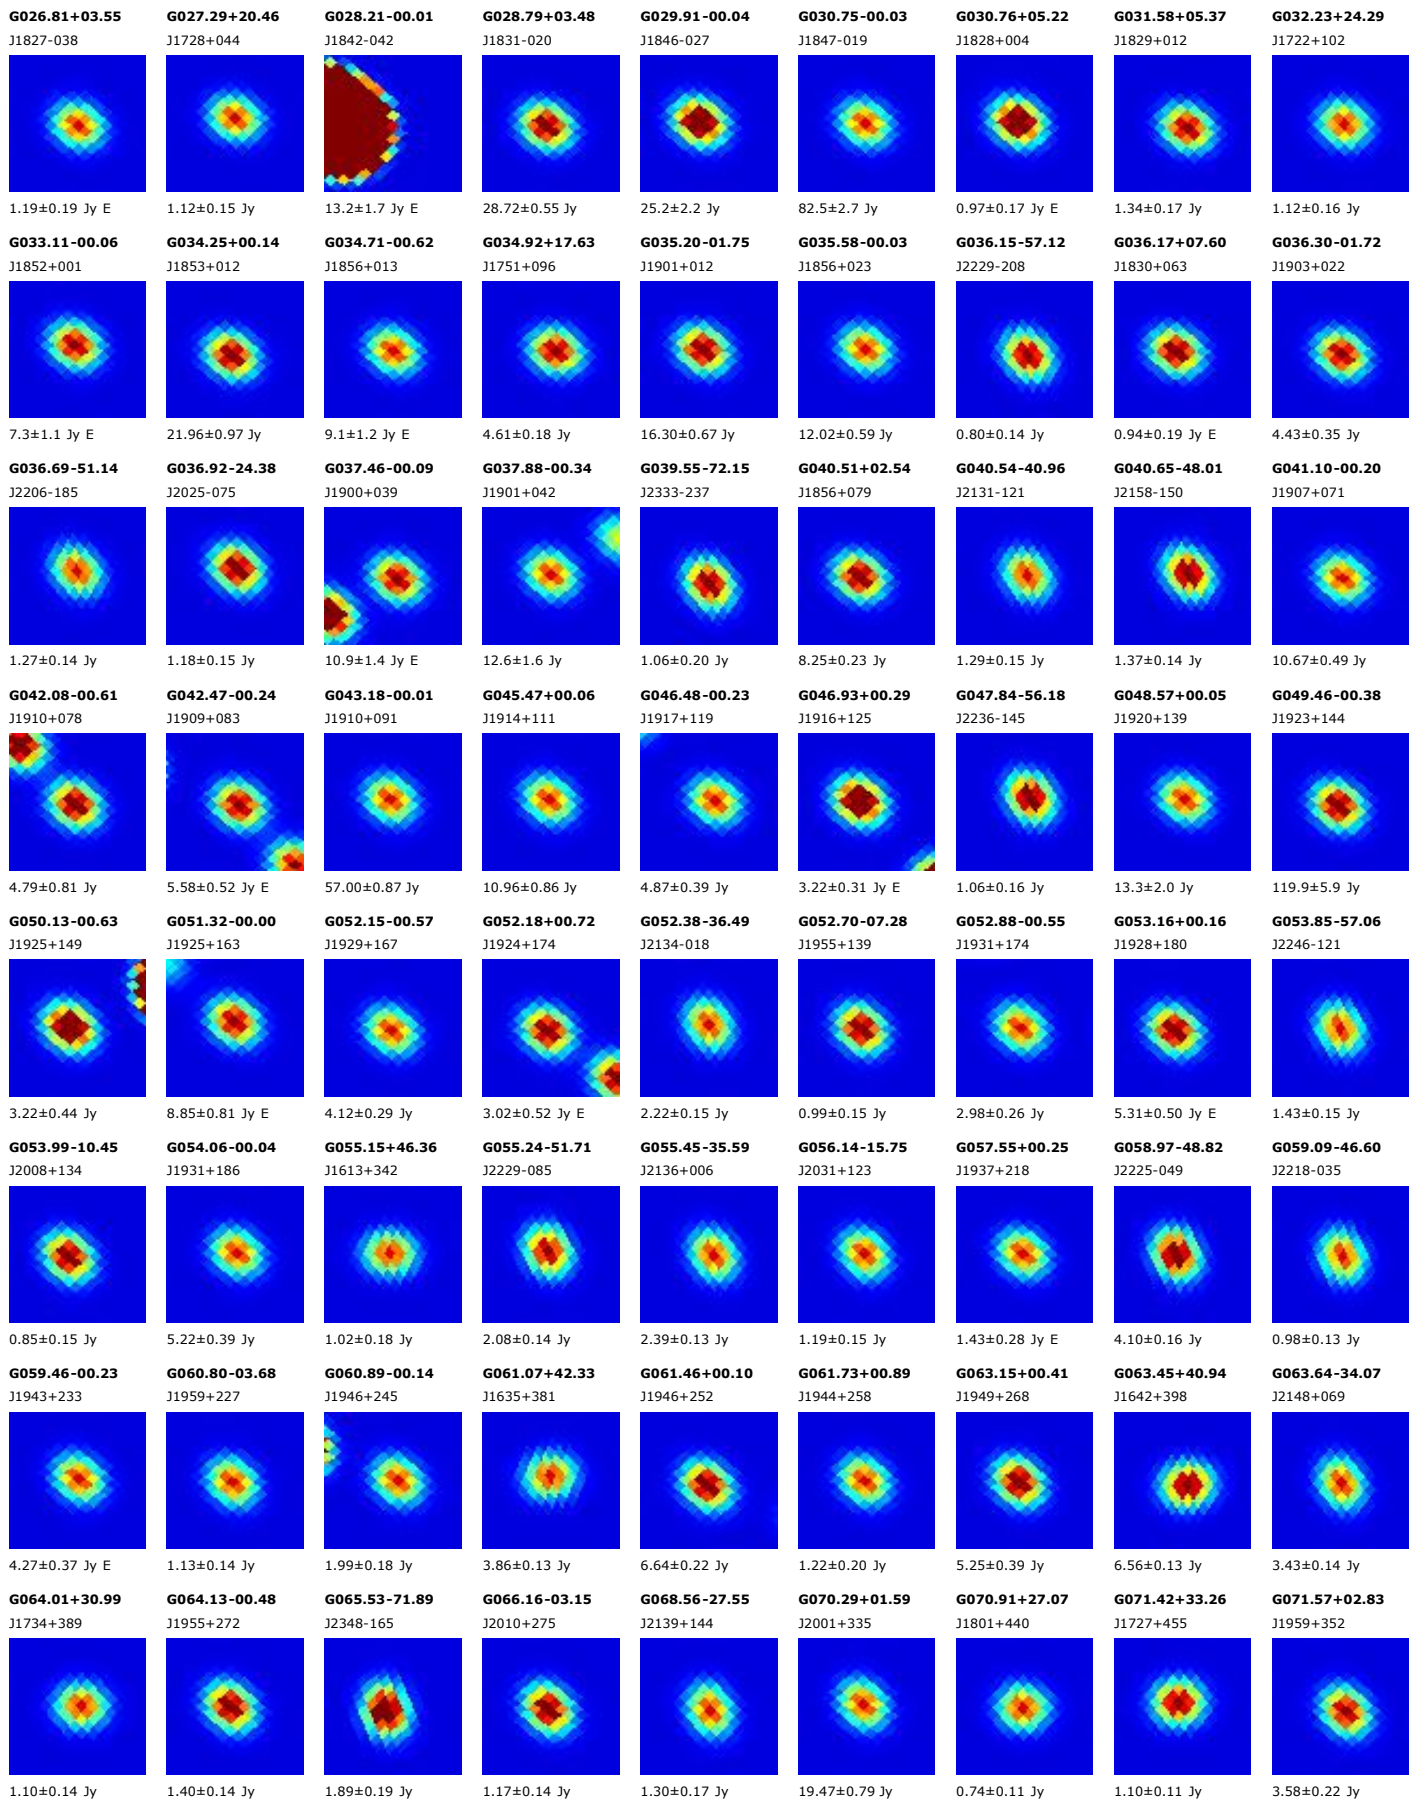 G026.81+03.55 G027.29+20.46 G028.21-00.01 G028.79+03.48 G029.91-00.04 G030.75-00.03 G030.76+05.22 G031.58+05.37 G032.23+24.29
J1827-038 J1728+044 J1842-042 J1831-020 J1846-027 J1847-019 J1828+004 J1829+012 J1722+102
1.19±0.19 Jy E 1.12±0.15 Jy 13.2±1.7 Jy E 28.72±0.55 Jy 25.2±2.2 Jy 82.5±2.7 Jy 0.97±0.17 Jy E 1.34±0.17 Jy 1.12±0.16 Jy
G033.11-00.06 G034.25+00.14 G034.71-00.62 G034.92+17.63 G035.20-01.75 G035.58-00.03 G036.15-57.12 G036.17+07.60 G036.30-01.72
J1852+001 J1853+012 J1856+013 J1751+096 J1901+012 J1856+023 J2229-208 J1830+063 J1903+022
7.3±1.1 Jy E 21.96±0.97 Jy 9.1±1.2 Jy E 4.61±0.18 Jy 16.30±0.67 Jy 12.02±0.59 Jy 0.80±0.14 Jy 0.94±0.19 Jy E 4.43±0.35 Jy
G036.69-51.14 G036.92-24.38 G037.46-00.09 G037.88-00.34 G039.55-72.15 G040.51+02.54 G040.54-40.96 G040.65-48.01 G041.10-00.20
J2206-185 J2025-075 J1900+039 J1901+042 J2333-237 J1856+079 J2131-121 J2158-150 J1907+071
1.27±0.14 Jy 1.18±0.15 Jy 10.9±1.4 Jy E 12.6±1.6 Jy 1.06±0.20 Jy 8.25±0.23 Jy 1.29±0.15 Jy 1.37±0.14 Jy 10.67±0.49 Jy
G042.08-00.61 G042.47-00.24 G043.18-00.01 G045.47+00.06 G046.48-00.23 G046.93+00.29 G047.84-56.18 G048.57+00.05 G049.46-00.38
J1910+078 J1909+083 J1910+091 J1914+111 J1917+119 J1916+125 J2236-145 J1920+139 J1923+144
4.79±0.81 Jy 5.58±0.52 Jy E 57.00±0.87 Jy 10.96±0.86 Jy 4.87±0.39 Jy 3.22±0.31 Jy E 1.06±0.16 Jy 13.3±2.0 Jy 119.9±5.9 Jy
G050.13-00.63 G051.32-00.00 G052.15-00.57 G052.18+00.72 G052.38-36.49 G052.70-07.28 G052.88-00.55 G053.16+00.16 G053.85-57.06
J1925+149 J1925+163 J1929+167 J1924+174 J2134-018 J1955+139 J1931+174 J1928+180 J2246-121
3.22±0.44 Jy 8.85±0.81 Jy E 4.12±0.29 Jy 3.02±0.52 Jy E 2.22±0.15 Jy 0.99±0.15 Jy 2.98±0.26 Jy 5.31±0.50 Jy E 1.43±0.15 Jy
G053.99-10.45 G054.06-00.04 G055.15+46.36 G055.24-51.71 G055.45-35.59 G056.14-15.75 G057.55+00.25 G058.97-48.82 G059.09-46.60
J2008+134 J1931+186 J1613+342 J2229-085 J2136+006 J2031+123 J1937+218 J2225-049 J2218-035
0.85±0.15 Jy 5.22±0.39 Jy 1.02±0.18 Jy 2.08±0.14 Jy 2.39±0.13 Jy 1.19±0.15 Jy 1.43±0.28 Jy E 4.10±0.16 Jy 0.98±0.13 Jy
G059.46-00.23 G060.80-03.68 G060.89-00.14 G061.07+42.33 G061.46+00.10 G061.73+00.89 G063.15+00.41 G063.45+40.94 G063.64-34.07
J1943+233 J1959+227 J1946+245 J1635+381 J1946+252 J1944+258 J1949+268 J1642+398 J2148+069
4.27±0.37 Jy E 1.13±0.14 Jy 1.99±0.18 Jy 3.86±0.13 Jy 6.64±0.22 Jy 1.22±0.20 Jy 5.25±0.39 Jy 6.56±0.13 Jy 3.43±0.14 Jy
G064.01+30.99 G064.13-00.48 G065.53-71.89 G066.16-03.15 G068.56-27.55 G070.29+01.59 G070.91+27.07 G071.42+33.26 G071.57+02.83
J1734+389 J1955+272 J2348-165 J2010+275 J2139+144 J2001+335 J1801+440 J1727+455 J1959+352
1.10±0.14 Jy 1.40±0.14 Jy 1.89±0.19 Jy 1.17±0.14 Jy 1.30±0.17 Jy 19.47±0.79 Jy 0.74±0.11 Jy 1.10±0.11 Jy 3.58±0.22 Jy